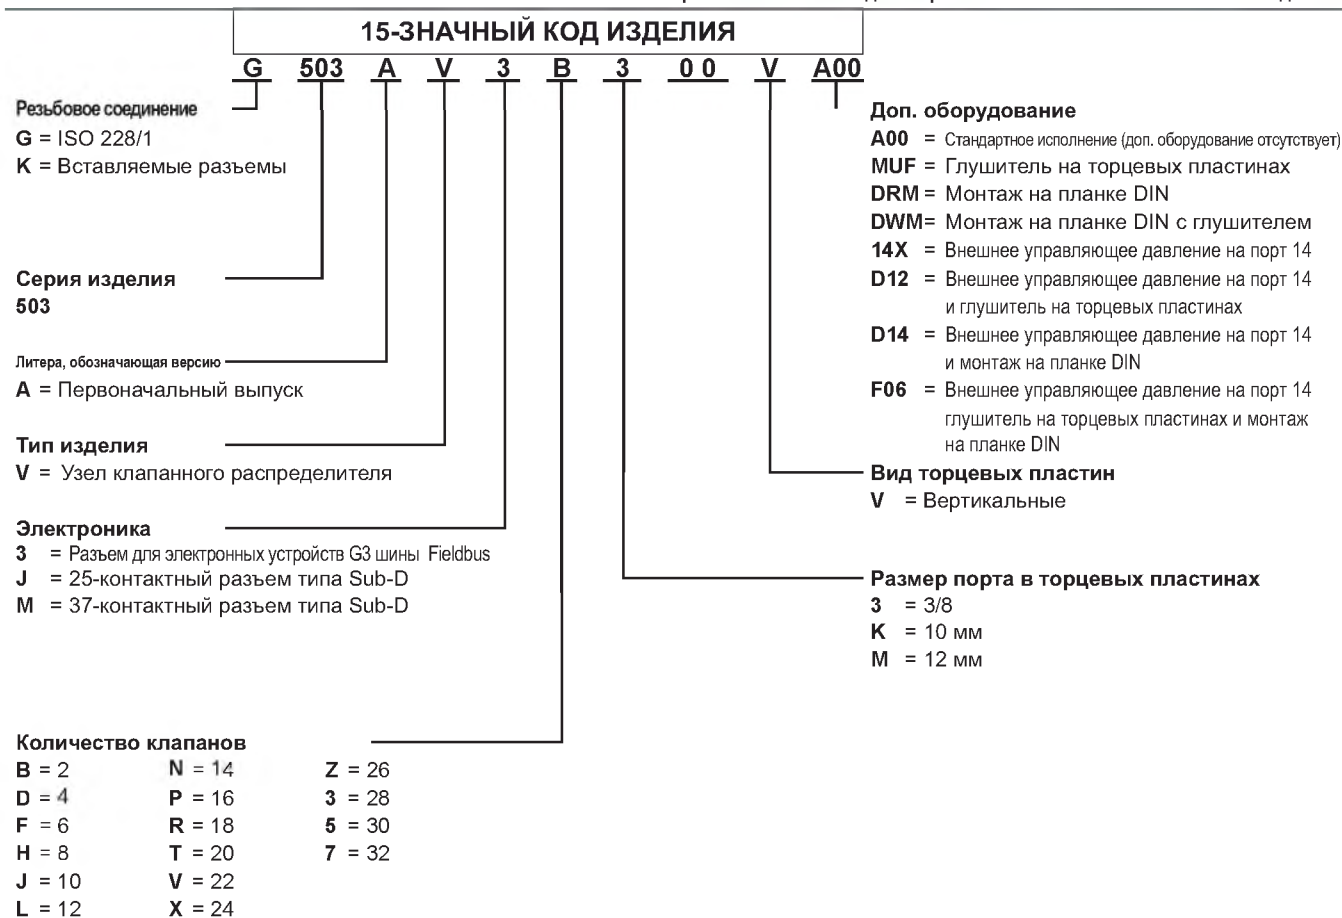 15-ЗНАЧНЫЙ КОД ИЗДЕЛИЯ
G 503 A V 3 B 3 0 0 V A00
Резьбовое соединение
G = ISO 228/1
K = Вставляемые разъемы
Серия изделия
503
Литера, обозначающая версию
A = Первоначальный выпуск
Тип изделия
V = Узел клапанного распределителя
Электроника
3 = Разъем для электронных устройств G3 шины Fieldbus
J = 25-контактный разъем типа Sub-D
M = 37-контактный разъем типа Sub-D
Количество клапанов
B = 2 N = 14 Z = 26
D = 4 P = 16 3 = 28
F = 6 R = 18 5 = 30
H = 8 T = 20 7 = 32
J = 10 V = 22
L = 12 X = 24
Доп. оборудование
A00 = Стандартное исполнение (доп. оборудование отсутствует)
MUF = Глушитель на торцевых пластинах
DRM = Монтаж на планке DIN
DWM= Монтаж на планке DIN с глушителем
14X = Внешнее управляющее давление на порт 14
D12 = Внешнее управляющее давление на порт 14
и глушитель на торцевых пластинах
D14 = Внешнее управляющее давление на порт 14
и монтаж на планке DIN
F06 = Внешнее управляющее давление на порт 14
глушитель на торцевых пластинах и монтаж
на планке DIN
Вид торцевых пластин
V = Вертикальные
Размер порта в торцевых пластинах
3 = 3/8
K = 10 мм
M = 12 мм